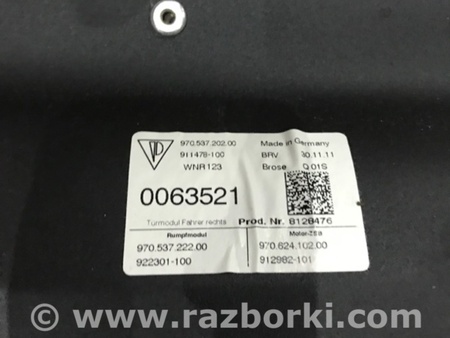 970.537.202.00 Made in Germany
911478-100 BRV 30.11.11
WNR123 Brose Q.01S
0063521
Türmodul Fahrer rechts Prod. Nr. 8128476
Rumpfmodul Motor-ZSB
970.537.222.00 970.624.102.00
922301-100 912982-101
© www.razborki.com